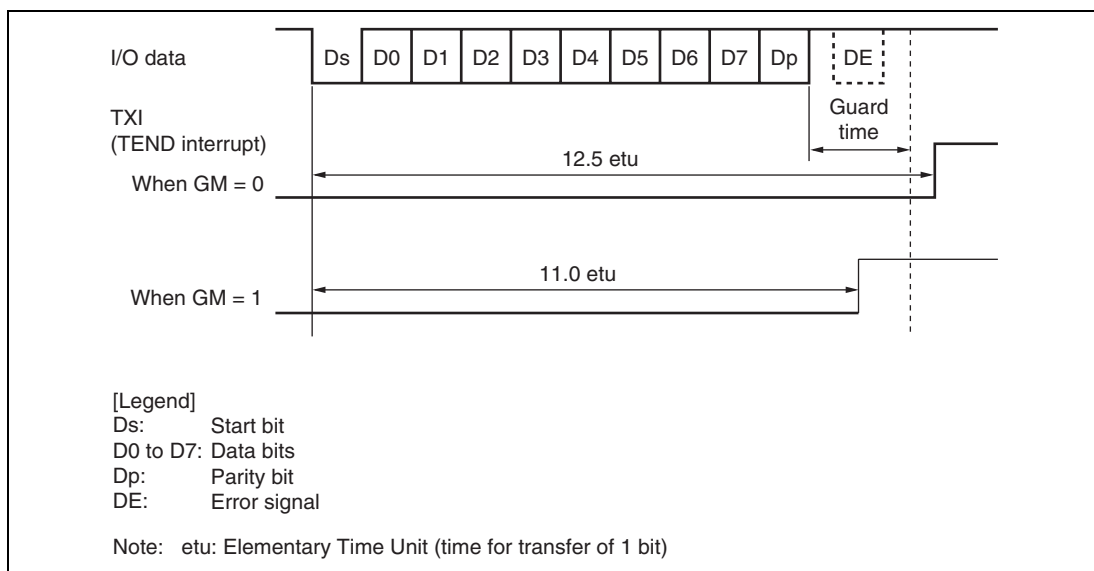 I/O data
Ds D0 D1 D2 D3 D4 D5 D6 D7 Dp DE
Guard
time
TXI
(TEND interrupt)
12.5 etu
When GM = 0
11.0 etu
When GM = 1
[Legend]
Ds: Start bit
D0 to D7: Data bits
Dp: Parity bit
DE: Error signal
Note: etu: Elementary Time Unit (time for transfer of 1 bit)